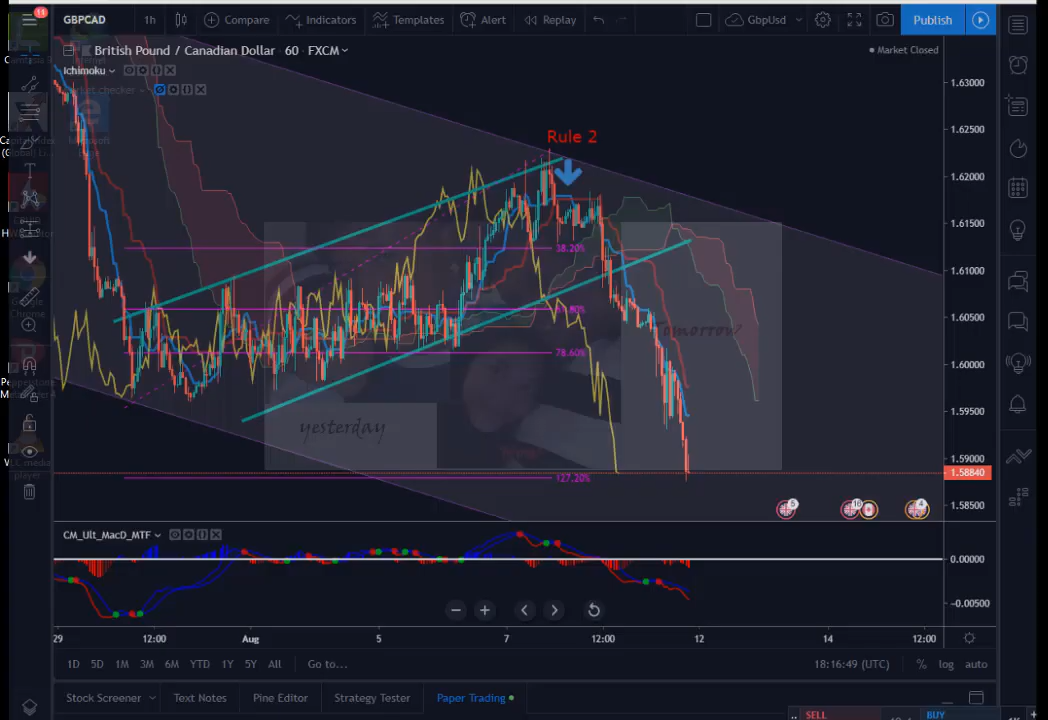 11
GBPCAD
1h
Compare
Indicators
Templates
Alert
Replay
GbpUsd
Publish
British Pound / Canadian Dollar 60 FXCM
Market Closed
Ichimoku
Rule 2
1.63000
1.62500
1.62000
1.61500
1.61000
1.60500
1.60000
1.59500
1.59000
1.58840
1.58500
38.20%
78.60%
127.20%
Tomorrow?
yesterday
5
16
4
CM_Ult_MacD_MTF
0.00000
−0.00500
29
12:00
Aug
5
7
12:00
12
14
12:00
1D
5D
1M
3M
6M
YTD
1Y
5Y
All
Go to...
18:16:49 (UTC)
%
log
auto
Stock Screener
Text Notes
Pine Editor
Strategy Tester
Paper Trading
SELL
BUY